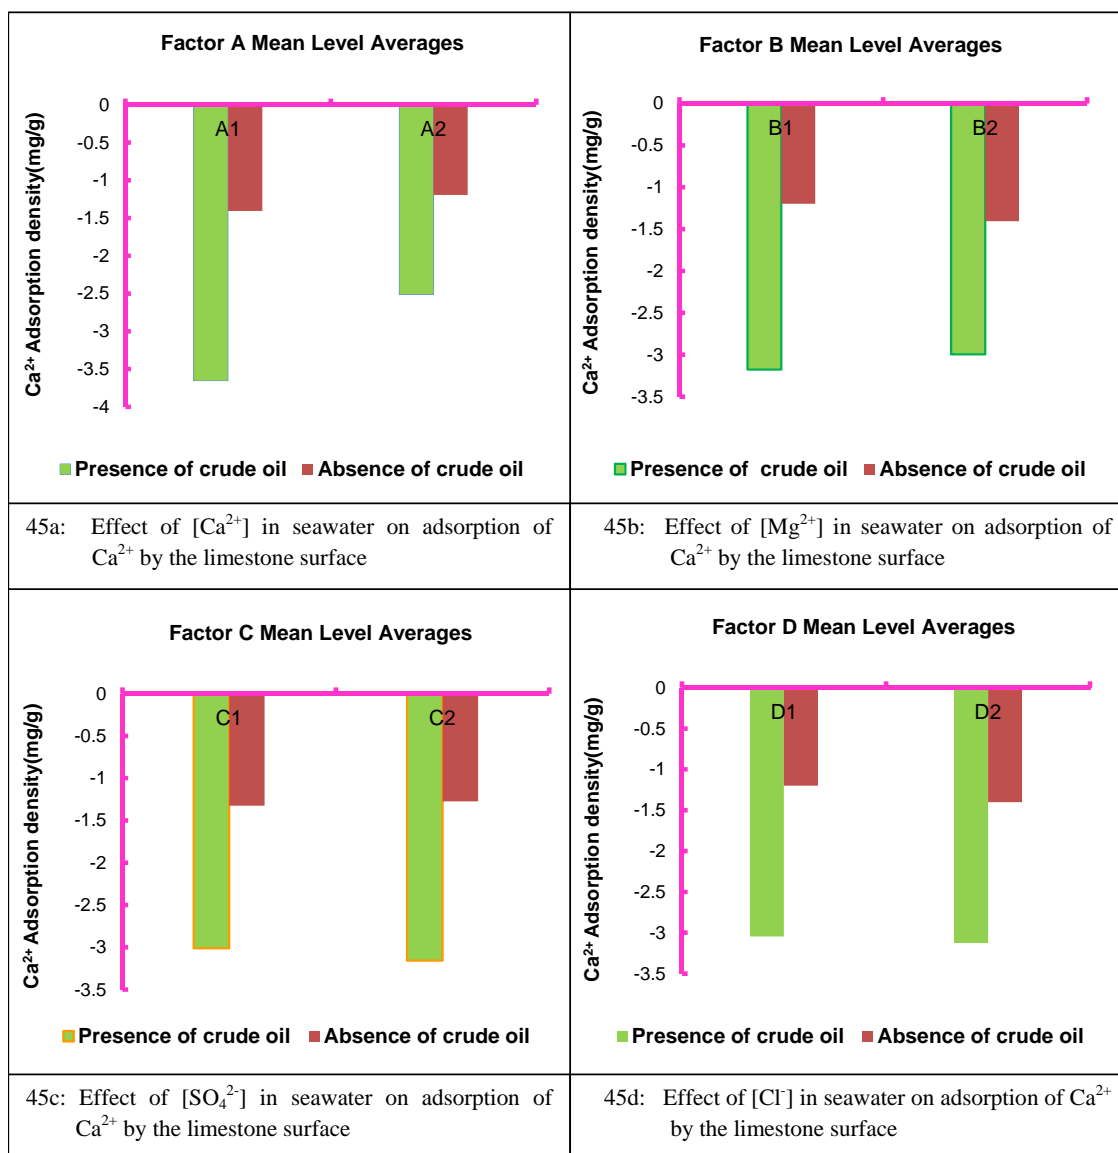 Factor A Mean Level Averages
Ca²⁺ Adsorption density(mg/g)
0
-0.5
-1
-1.5
-2
-2.5
-3
-3.5
-4
A1
A2
Presence of crude oil
Absence of crude oil
45a: Effect of [Ca²⁺] in seawater on adsorption of
Ca²⁺ by the limestone surface
Factor B Mean Level Averages
Ca²⁺ Adsorption density(mg/g)
0
-0.5
-1
-1.5
-2
-2.5
-3
-3.5
B1
B2
Presence of crude oil
Absence of crude oil
45b: Effect of [Mg²⁺] in seawater on adsorption of
Ca²⁺ by the limestone surface
Factor C Mean Level Averages
Ca²⁺ Adsorption density(mg/g)
0
-0.5
-1
-1.5
-2
-2.5
-3
-3.5
C1
C2
Presence of crude oil
Absence of crude oil
45c: Effect of [SO₄²⁻] in seawater on adsorption of
Ca²⁺ by the limestone surface
Factor D Mean Level Averages
Ca²⁺ Adsorption density(mg/g)
0
-0.5
-1
-1.5
-2
-2.5
-3
-3.5
D1
D2
Presence of crude oil
Absence of crude oil
45d: Effect of [Cl⁻] in seawater on adsorption of Ca²⁺
by the limestone surface